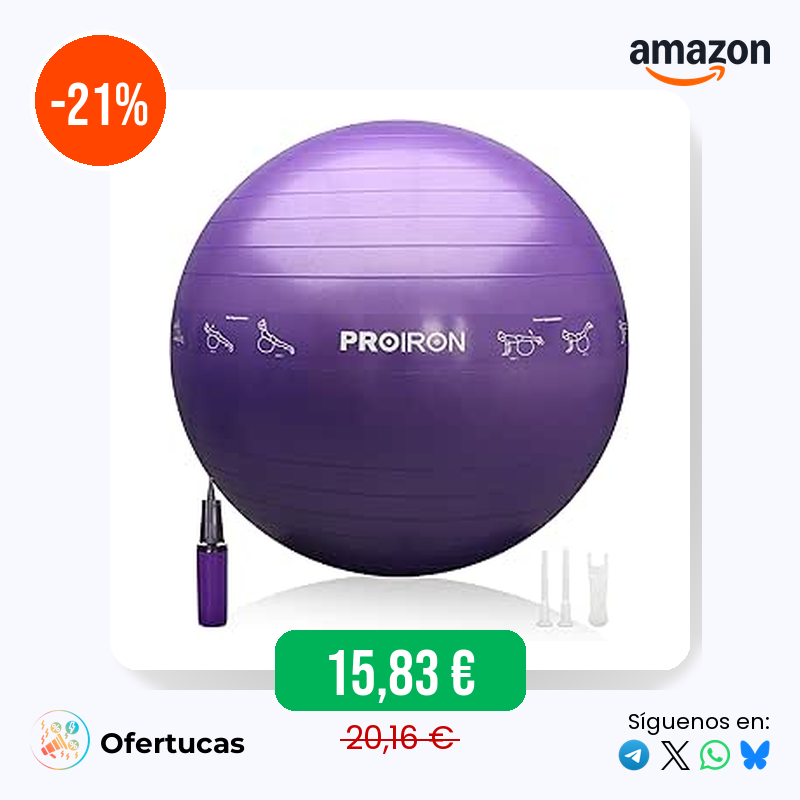 -21%
amazon
PROIRON
15,83 €
20,16 €
Ofertucas
Síguenos en: